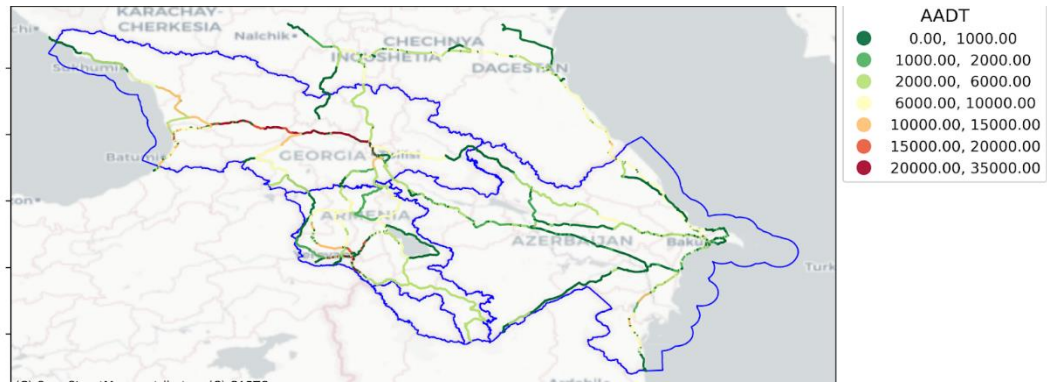 KARACHAY-
CHERKESIA
Nalchik
CHECHNYA
INGUSHETIA
DAGESTAN
Sukhumi
Batumi
GEORGIA
Tbilisi
ARMENIA
AZERBAIJAN
Baku
AADT
0.00, 1000.00
1000.00, 2000.00
2000.00, 6000.00
6000.00, 10000.00
10000.00, 15000.00
15000.00, 20000.00
20000.00, 35000.00